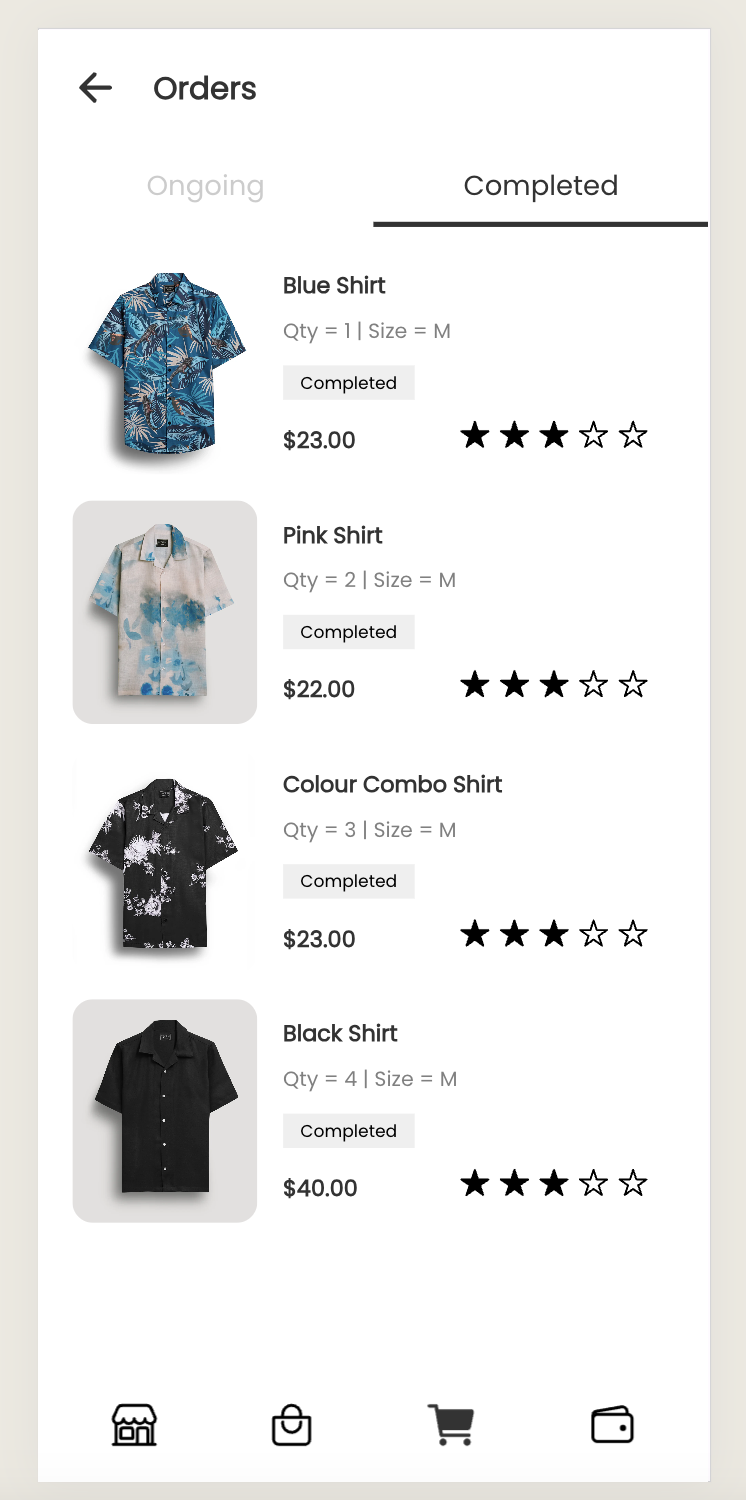 Orders
Ongoing
Completed
Blue Shirt
Qty = 1 | Size = M
Completed
$23.00
Pink Shirt
Qty = 2 | Size = M
Completed
$22.00
Colour Combo Shirt
Qty = 3 | Size = M
Completed
$23.00
Black Shirt
Qty = 4 | Size = M
Completed
$40.00